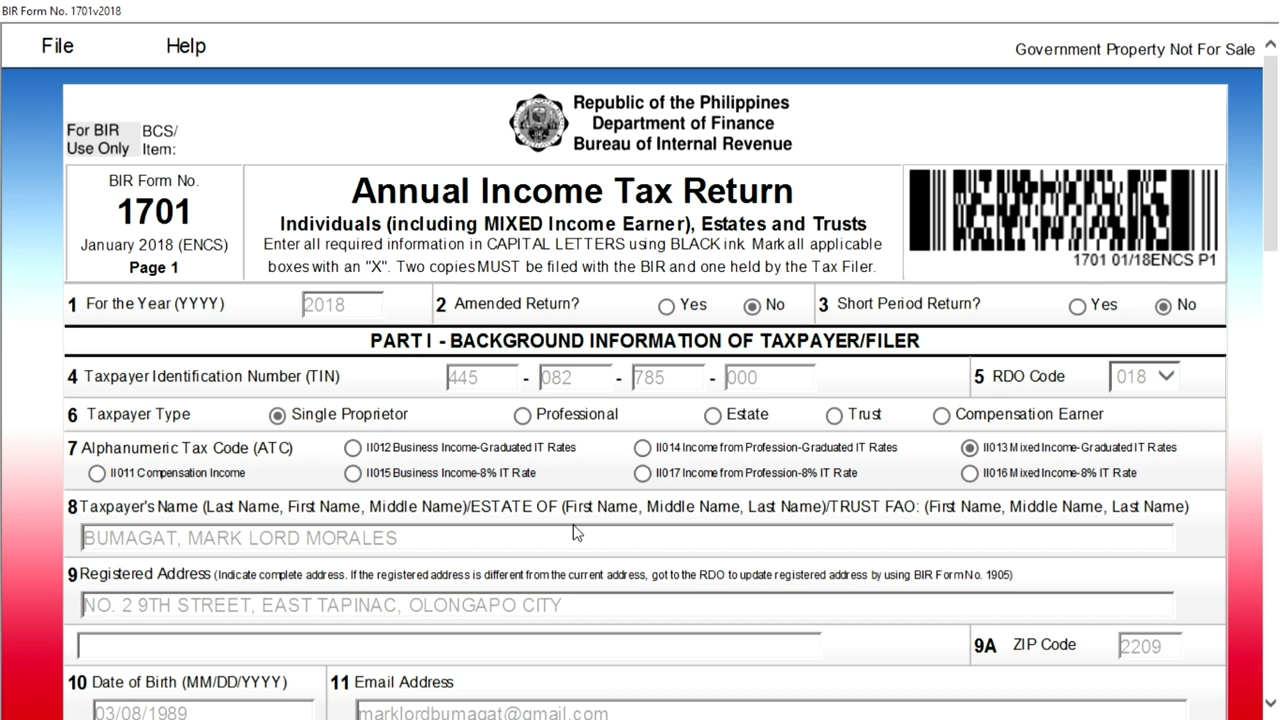 BIR Form No. 1701v2018
File Help Government Property Not For Sale
For BIR Use Only BCS/ Item:
Republic of the Philippines
Department of Finance
Bureau of Internal Revenue
BIR Form No.
1701
January 2018 (ENCS)
Page 1
Annual Income Tax Return
Individuals (including MIXED Income Earner), Estates and Trusts
Enter all required information in CAPITAL LETTERS using BLACK ink. Mark all applicable
boxes with an "X". Two copies MUST be filed with the BIR and one held by the Tax Filer.
1701 01/18ENCS P1
1 For the Year (YYYY) 2018 2 Amended Return? Yes No 3 Short Period Return? Yes No
PART I - BACKGROUND INFORMATION OF TAXPAYER/FILER
4 Taxpayer Identification Number (TIN) 445 - 082 - 785 - 000 5 RDO Code 018
6 Taxpayer Type Single Proprietor Professional Estate Trust Compensation Earner
7 Alphanumeric Tax Code (ATC) II012 Business Income-Graduated IT Rates II014 Income from Profession-Graduated IT Rates II013 Mixed Income-Graduated IT Rates
II011 Compensation Income II015 Business Income-8% IT Rate II017 Income from Profession-8% IT Rate II016 Mixed Income-8% IT Rate
8 Taxpayer's Name (Last Name, First Name, Middle Name)/ESTATE OF (First Name, Middle Name, Last Name)/TRUST FAO: (First Name, Middle Name, Last Name)
BUMAGAT, MARK LORD MORALES
9 Registered Address (Indicate complete address. If the registered address is different from the current address, got to the RDO to update registered address by using BIR Form No. 1905)
NO. 2 9TH STREET, EAST TAPINAC, OLONGAPO CITY
9A ZIP Code 2209
10 Date of Birth (MM/DD/YYYY) 11 Email Address
03/08/1989 marklordbumagat@gmail.com